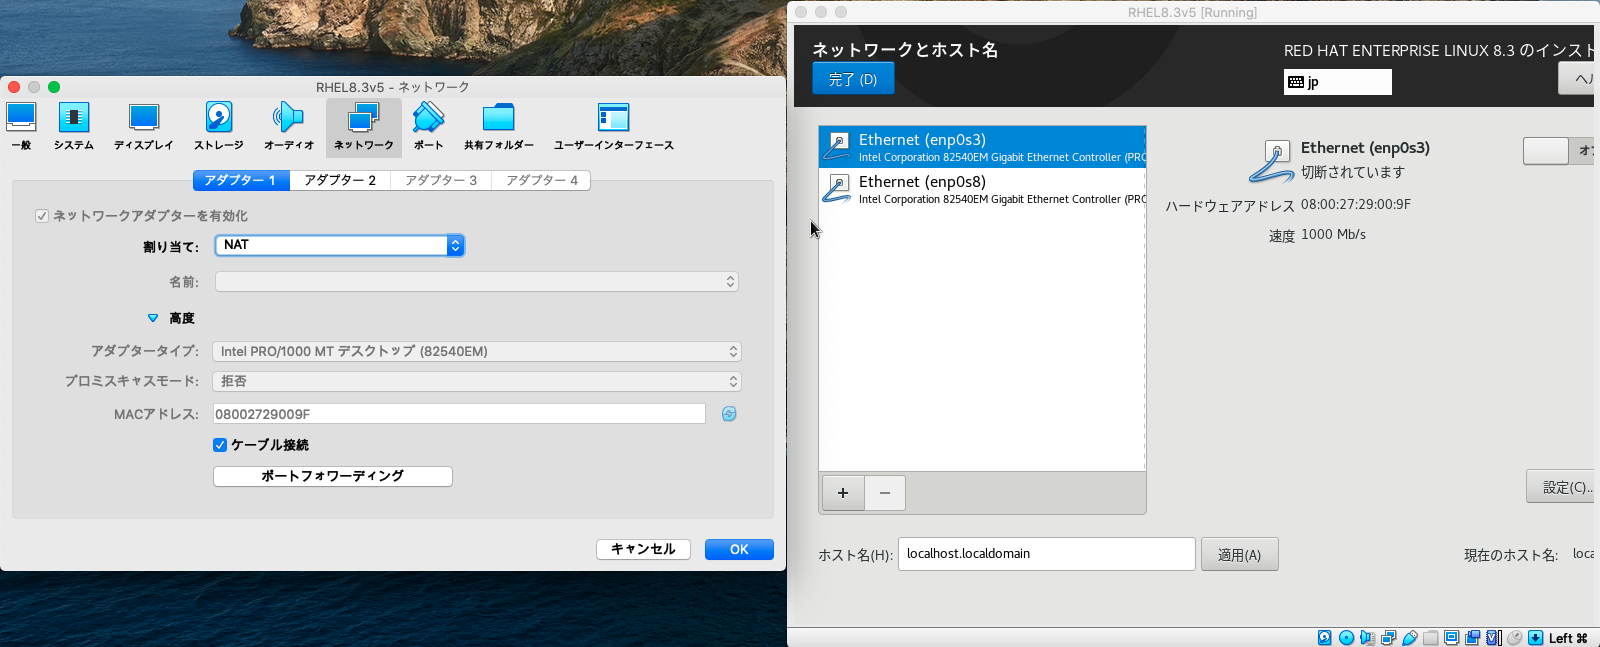 RHEL8.3v5 - ネットワーク
一般
システム
ディスプレイ
ストレージ
オーディオ
ネットワーク
ポート
共有フォルダー
ユーザーインターフェース
アダプター 1
アダプター 2
アダプター 3
アダプター 4
ネットワークアダプターを有効化
割り当て: NAT
名前:
高度
アダプタータイプ: Intel PRO/1000 MT デスクトップ (82540EM)
プロミスキャスモード: 拒否
MACアドレス: 08002729009F
ケーブル接続
ポートフォワーディング
キャンセル
OK
RHEL8.3v5 [Running]
ネットワークとホスト名
完了 (D)
RED HAT ENTERPRISE LINUX 8.3 のインスト
jp
ヘル
Ethernet (enp0s3)
Intel Corporation 82540EM Gigabit Ethernet Controller (PRO
Ethernet (enp0s8)
Intel Corporation 82540EM Gigabit Ethernet Controller (PRO
Ethernet (enp0s3)
切断されています
ハードウェアアドレス 08:00:27:29:00:9F
速度 1000 Mb/s
オフ
設定(C)...
ホスト名(H): localhost.localdomain
適用(A)
現在のホスト名: loca
Left ⌘